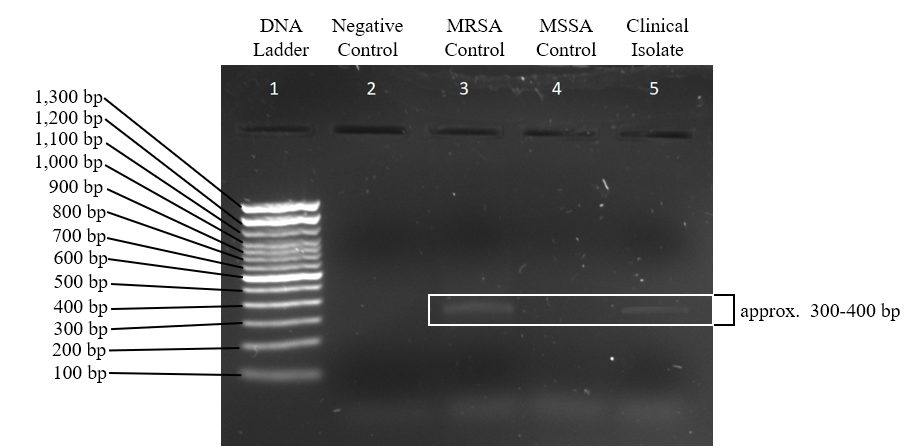 DNA
Ladder
Negative
Control
MRSA
Control
MSSA
Control
Clinical
Isolate
1
2
3
4
5
1,300 bp
1,200 bp
1,100 bp
1,000 bp
900 bp
800 bp
700 bp
600 bp
500 bp
400 bp
300 bp
200 bp
100 bp
approx.  300-400 bp